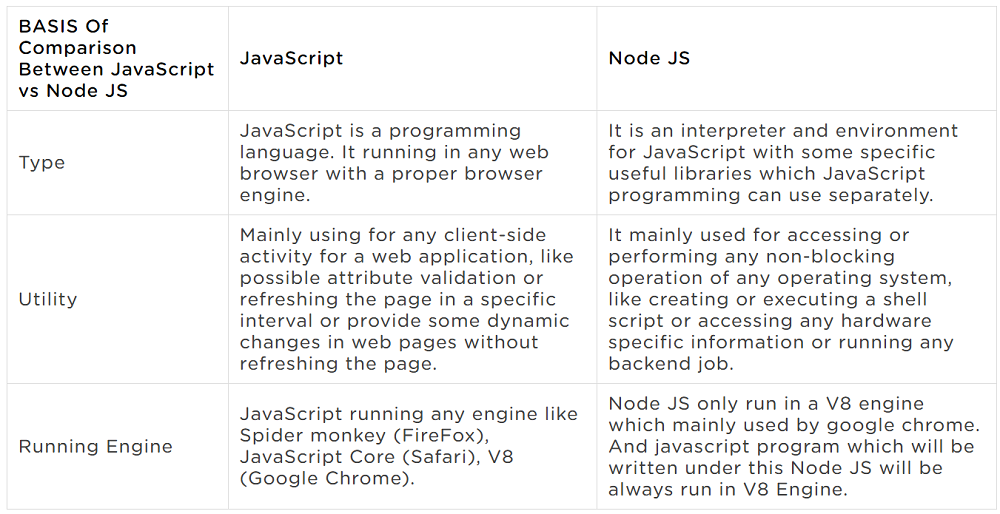 BASIS Of
Comparison
Between JavaScript
vs Node JS
JavaScript
Node JS
Type
JavaScript is a programming
language. It running in any web
browser with a proper browser
engine.
It is an interpreter and environment
for JavaScript with some specific
useful libraries which JavaScript
programming can use separately.
Utility
Mainly using for any client-side
activity for a web application, like
possible attribute validation or
refreshing the page in a specific
interval or provide some dynamic
changes in web pages without
refreshing the page.
It mainly used for accessing or
performing any non-blocking
operation of any operating system,
like creating or executing a shell
script or accessing any hardware
specific information or running any
backend job.
Running Engine
JavaScript running any engine like
Spider monkey (FireFox),
JavaScript Core (Safari), V8
(Google Chrome).
Node JS only run in a V8 engine
which mainly used by google chrome.
And javascript program which will be
written under this Node JS will be
always run in V8 Engine.